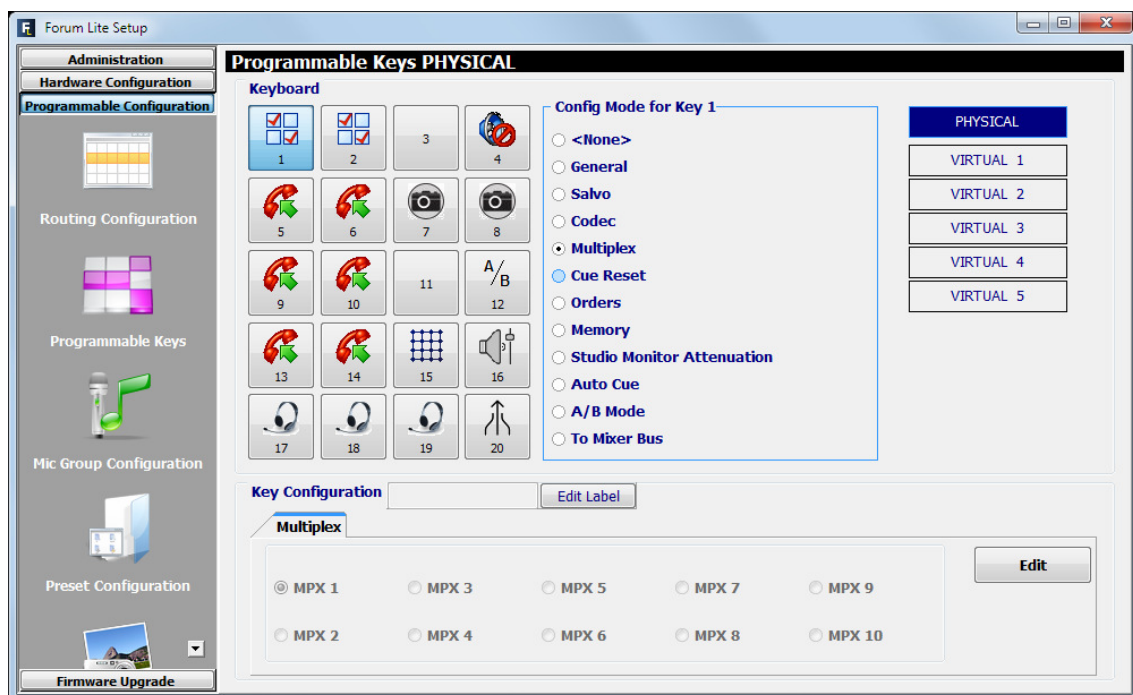 Forum Lite Setup
Administration
Hardware Configuration
Programmable Configuration
Routing Configuration
Programmable Keys
Mic Group Configuration
Preset Configuration
Firmware Upgrade
Programmable Keys PHYSICAL
Keyboard
1 2 3 4
5 6 7 8
9 10 11 A/B 12
13 14 15 16
17 18 19 20
Config Mode for Key 1
<None>
General
Salvo
Codec
Multiplex
Cue Reset
Orders
Memory
Studio Monitor Attenuation
Auto Cue
A/B Mode
To Mixer Bus
PHYSICAL
VIRTUAL 1
VIRTUAL 2
VIRTUAL 3
VIRTUAL 4
VIRTUAL 5
Key Configuration Edit Label
Multiplex
MPX 1 MPX 3 MPX 5 MPX 7 MPX 9
MPX 2 MPX 4 MPX 6 MPX 8 MPX 10
Edit